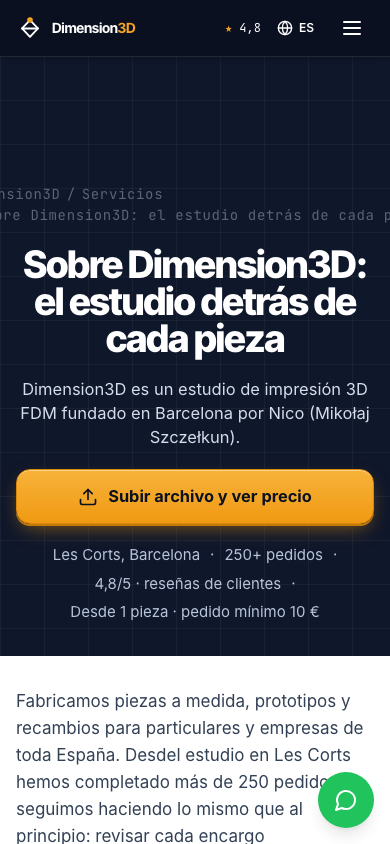 Dimension3D
★ 4,8
ES
nsion3D / Servicios
re Dimension3D: el estudio detrás de cada
Sobre Dimension3D:
el estudio detrás de
cada pieza
Dimension3D es un estudio de impresión 3D
FDM fundado en Barcelona por Nico (Mikołaj
Szczełkun).
Subir archivo y ver precio
Les Corts, Barcelona · 250+ pedidos ·
4,8/5 · reseñas de clientes ·
Desde 1 pieza · pedido mínimo 10 €
Fabricamos piezas a medida, prototipos y
recambios para particulares y empresas de
toda España. Desdel estudio en Les Corts
hemos completado más de 250 pedido
seguimos haciendo lo mismo que al
principio: revisar cada encargo